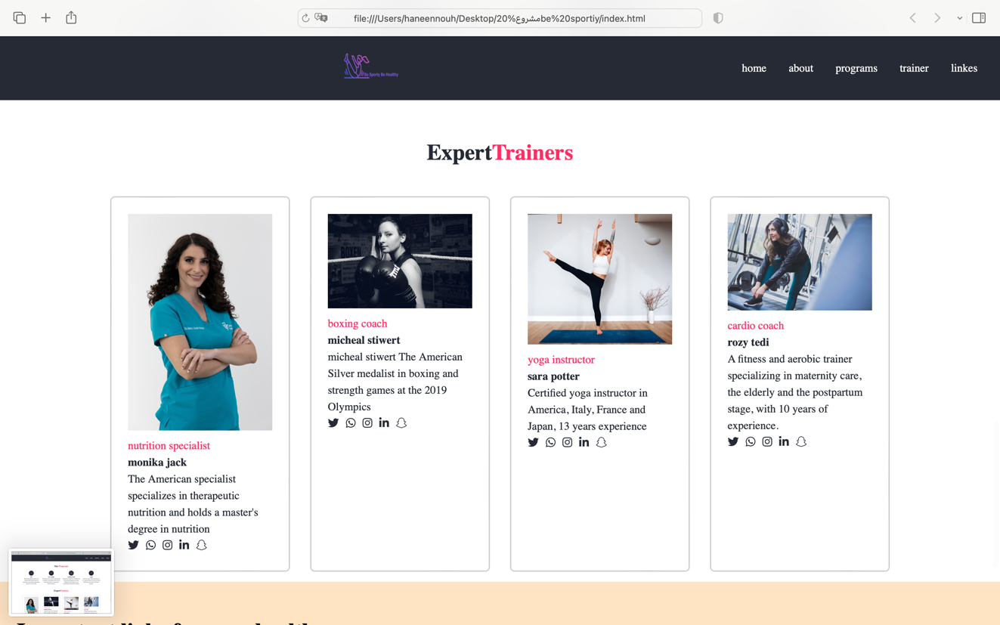 file:///Users/haneennouh/Desktop/20%مشروعbe%20sportiy/index.html
Be Sporty Be Healthy
home about programs trainer linkes
ExpertTrainers
nutrition specialist
monika jack
The American specialist
specializes in therapeutic
nutrition and holds a master's
degree in nutrition
BOXEN
boxing coach
micheal stiwert
micheal stiwert The American
Silver medalist in boxing and
strength games at the 2019
Olympics
yoga instructor
sara potter
Certified yoga instructor in
America, Italy, France and
Japan, 13 years experience
cardio coach
rozy tedi
A fitness and aerobic trainer
specializing in maternity care,
the elderly and the postpartum
stage, with 10 years of
experience.